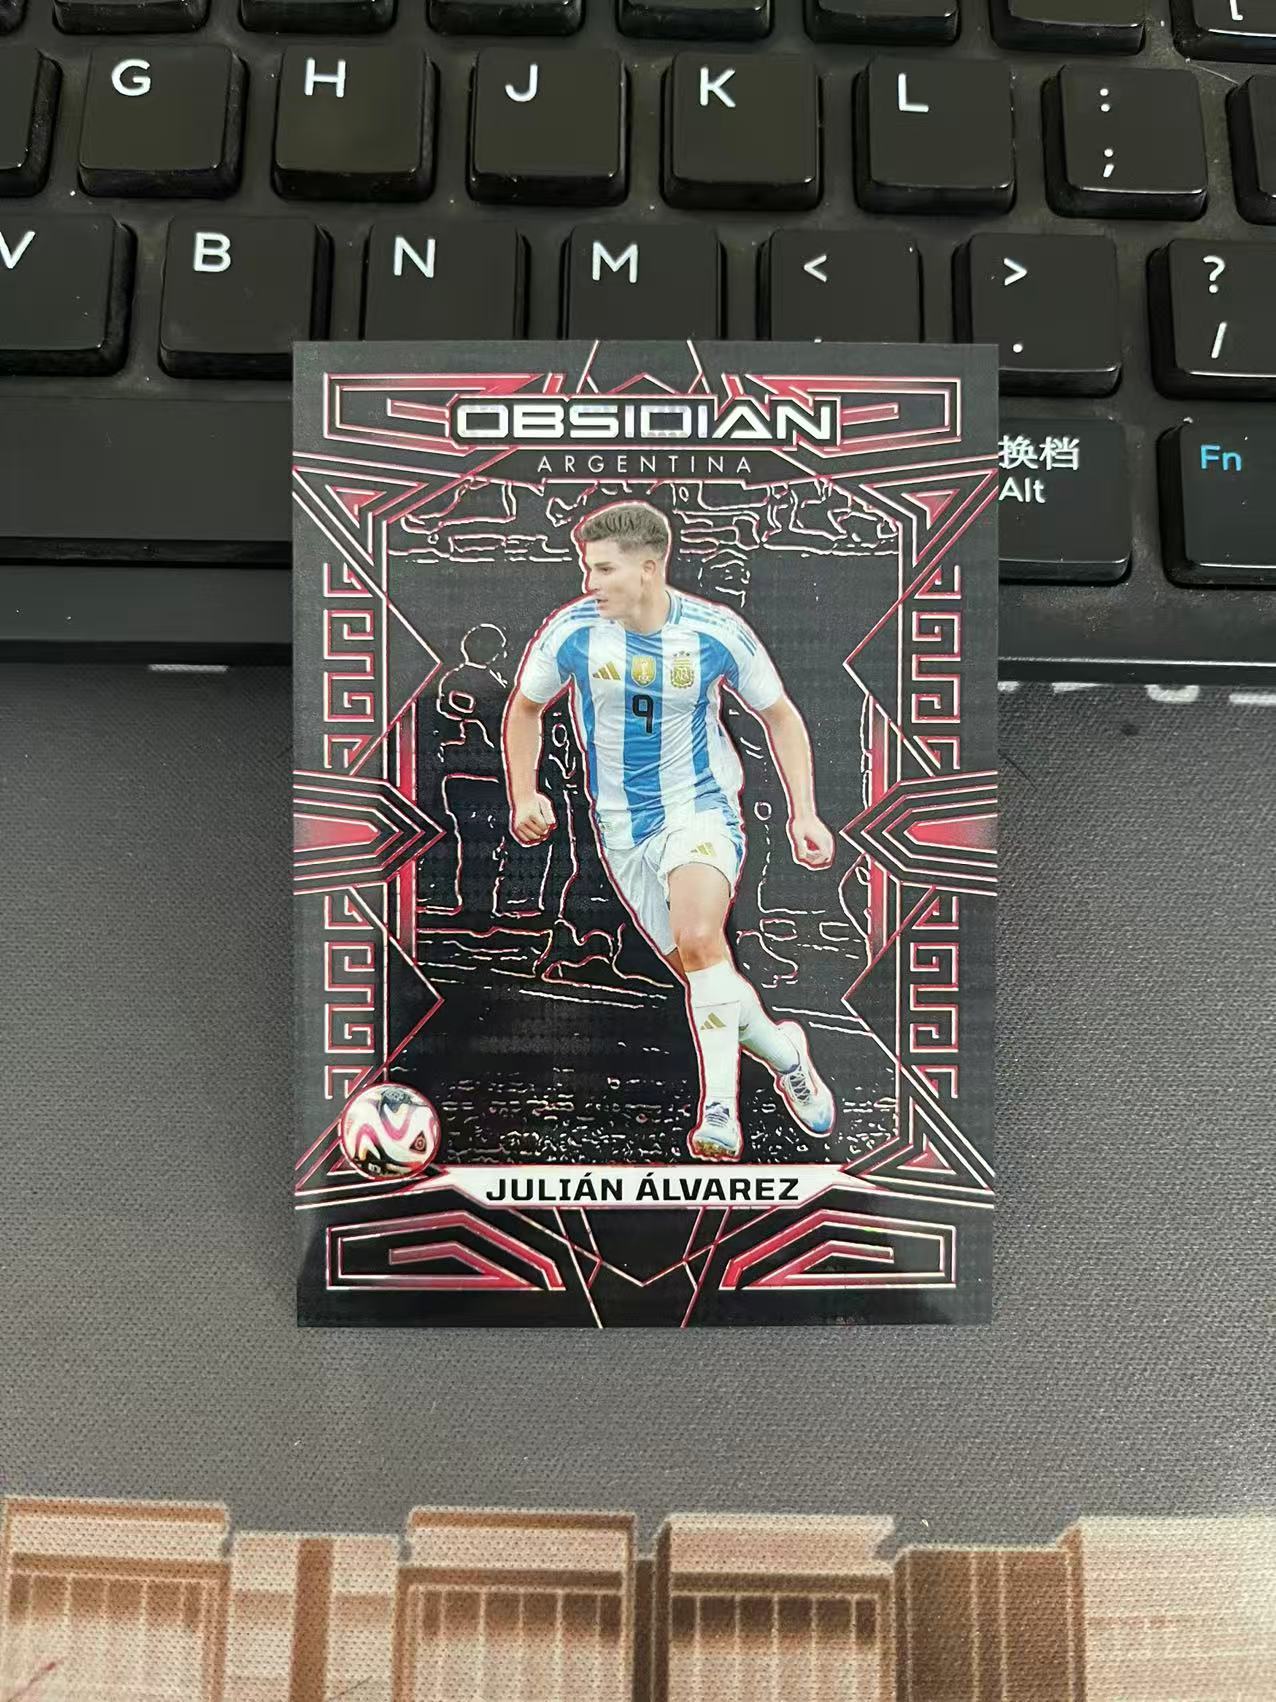 G H J K L :
;
V B N M < >
, .
?
/
OBSIDIAN
ARGENTINA
换档
Alt
Fn
9
JULIÁN ÁLVAREZ